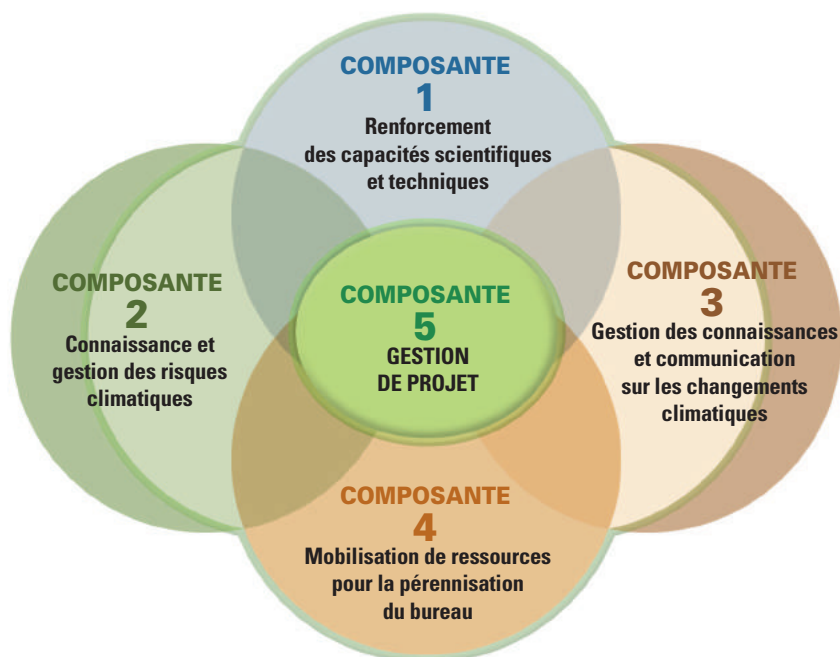 COMPOSANTE
1
Renforcement
des capacités scientifiques
et techniques
COMPOSANTE
2
Connaissance et
gestion des risques
climatiques
COMPOSANTE
5
GESTION
DE PROJET
COMPOSANTE
3
Gestion des connaissances
et communication
sur les changements
climatiques
COMPOSANTE
4
Mobilisation de ressources
pour la pérennisation
du bureau